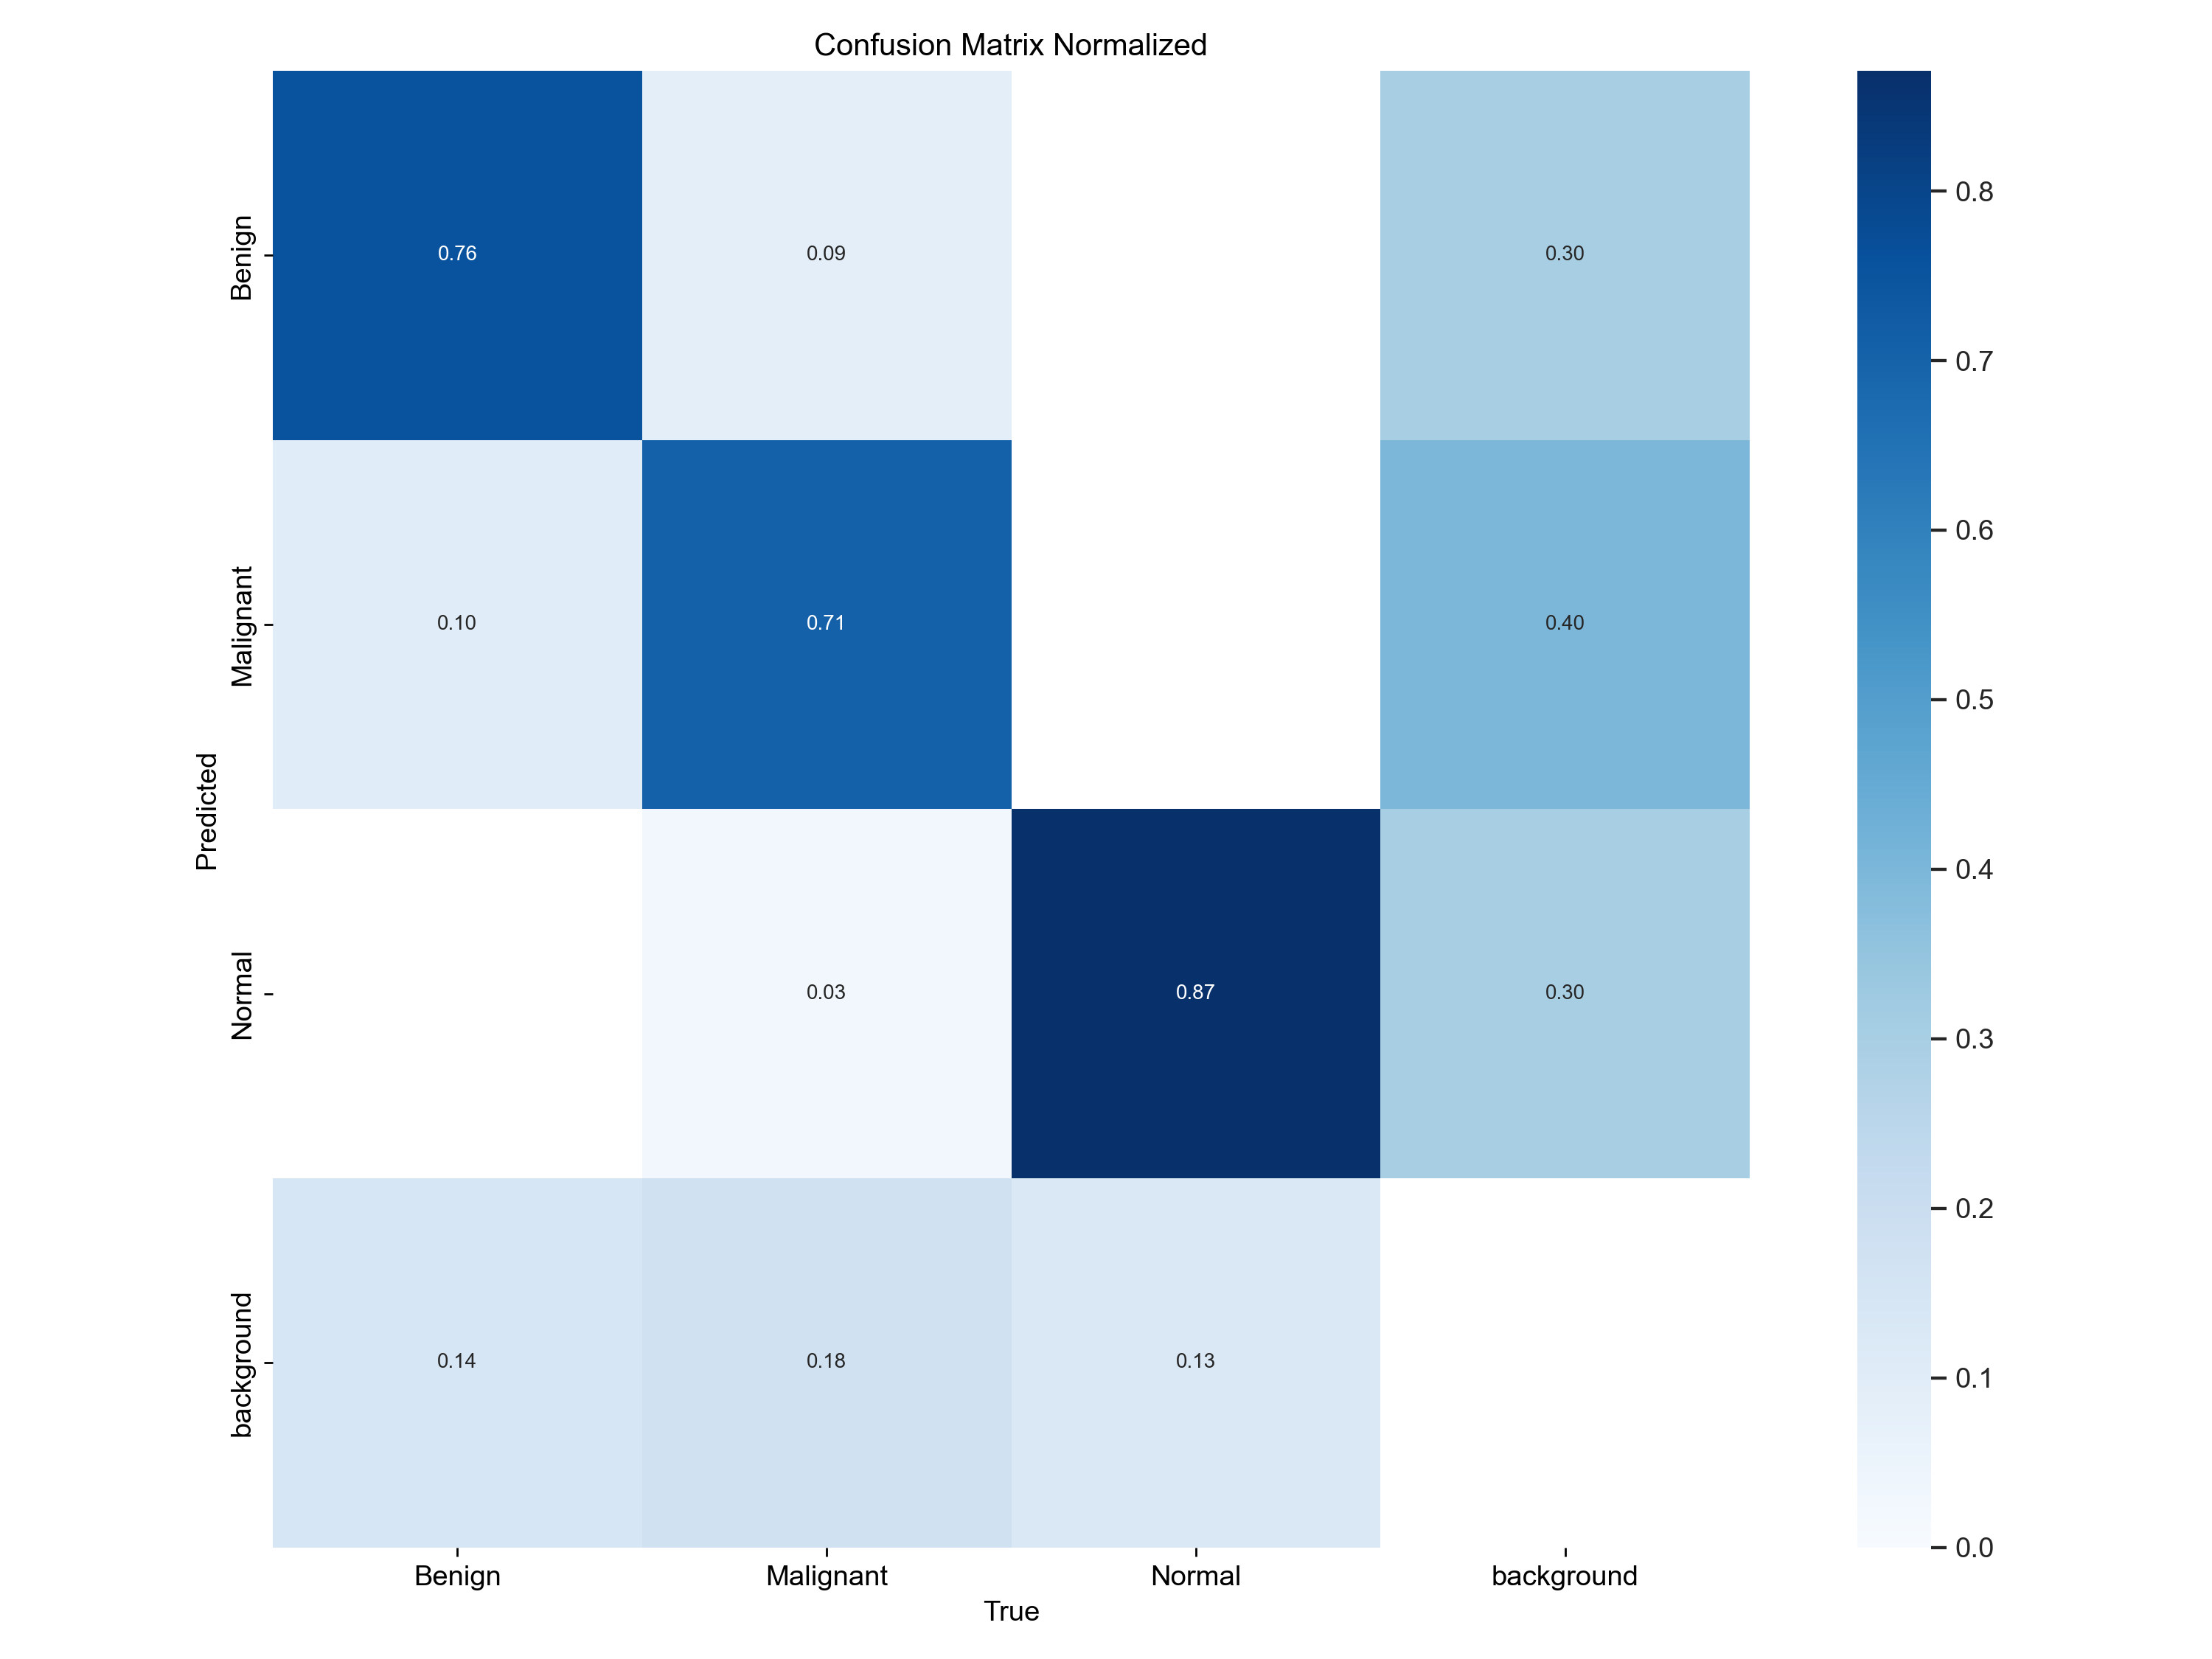 Confusion Matrix Normalized
Predicted
Benign
0.76
0.09
0.30
Malignant
0.10
0.71
0.40
Normal
0.03
0.87
0.30
background
0.14
0.18
0.13
Benign
Malignant
Normal
background
True
0.8
0.7
0.6
0.5
0.4
0.3
0.2
0.1
0.0